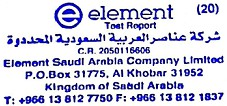 element (20)
Test Report
شركة عناصر العربية السعودية المحدودة
C.R. 2050116606
Element Saudi Arabia Company Limited
P.O.Box 31775, Al Khobar 31952
Kingdom of Saudi Arabia
T: +966 13 812 7750 F: +966 13 812 1837